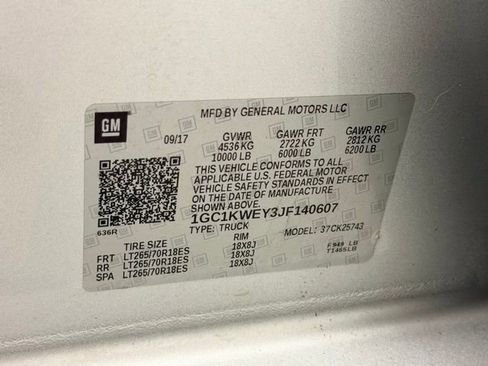 GM
MFD BY GENERAL MOTORS LLC
09/17 GVWR GAWR FRT GAWR RR
4536 KG 2722 KG 2812 KG
10000 LB 6000 LB 6200 LB
THIS VEHICLE CONFORMS TO ALL
APPLICABLE U.S. FEDERAL MOTOR
VEHICLE SAFETY STANDARDS IN
EFFECT ON THE DATE OF MANUFACTURE
SHOWN ABOVE.
1GC1KWEY3JF140607
TYPE: TRUCK MODEL: 37CK25743
636R
TIRE SIZE RIM
FRT LT265/70R18ES 18X8J
RR LT265/70R18ES 18X8J
SPA LT265/70R18ES 18X8J
F 949 LB
T1465LB